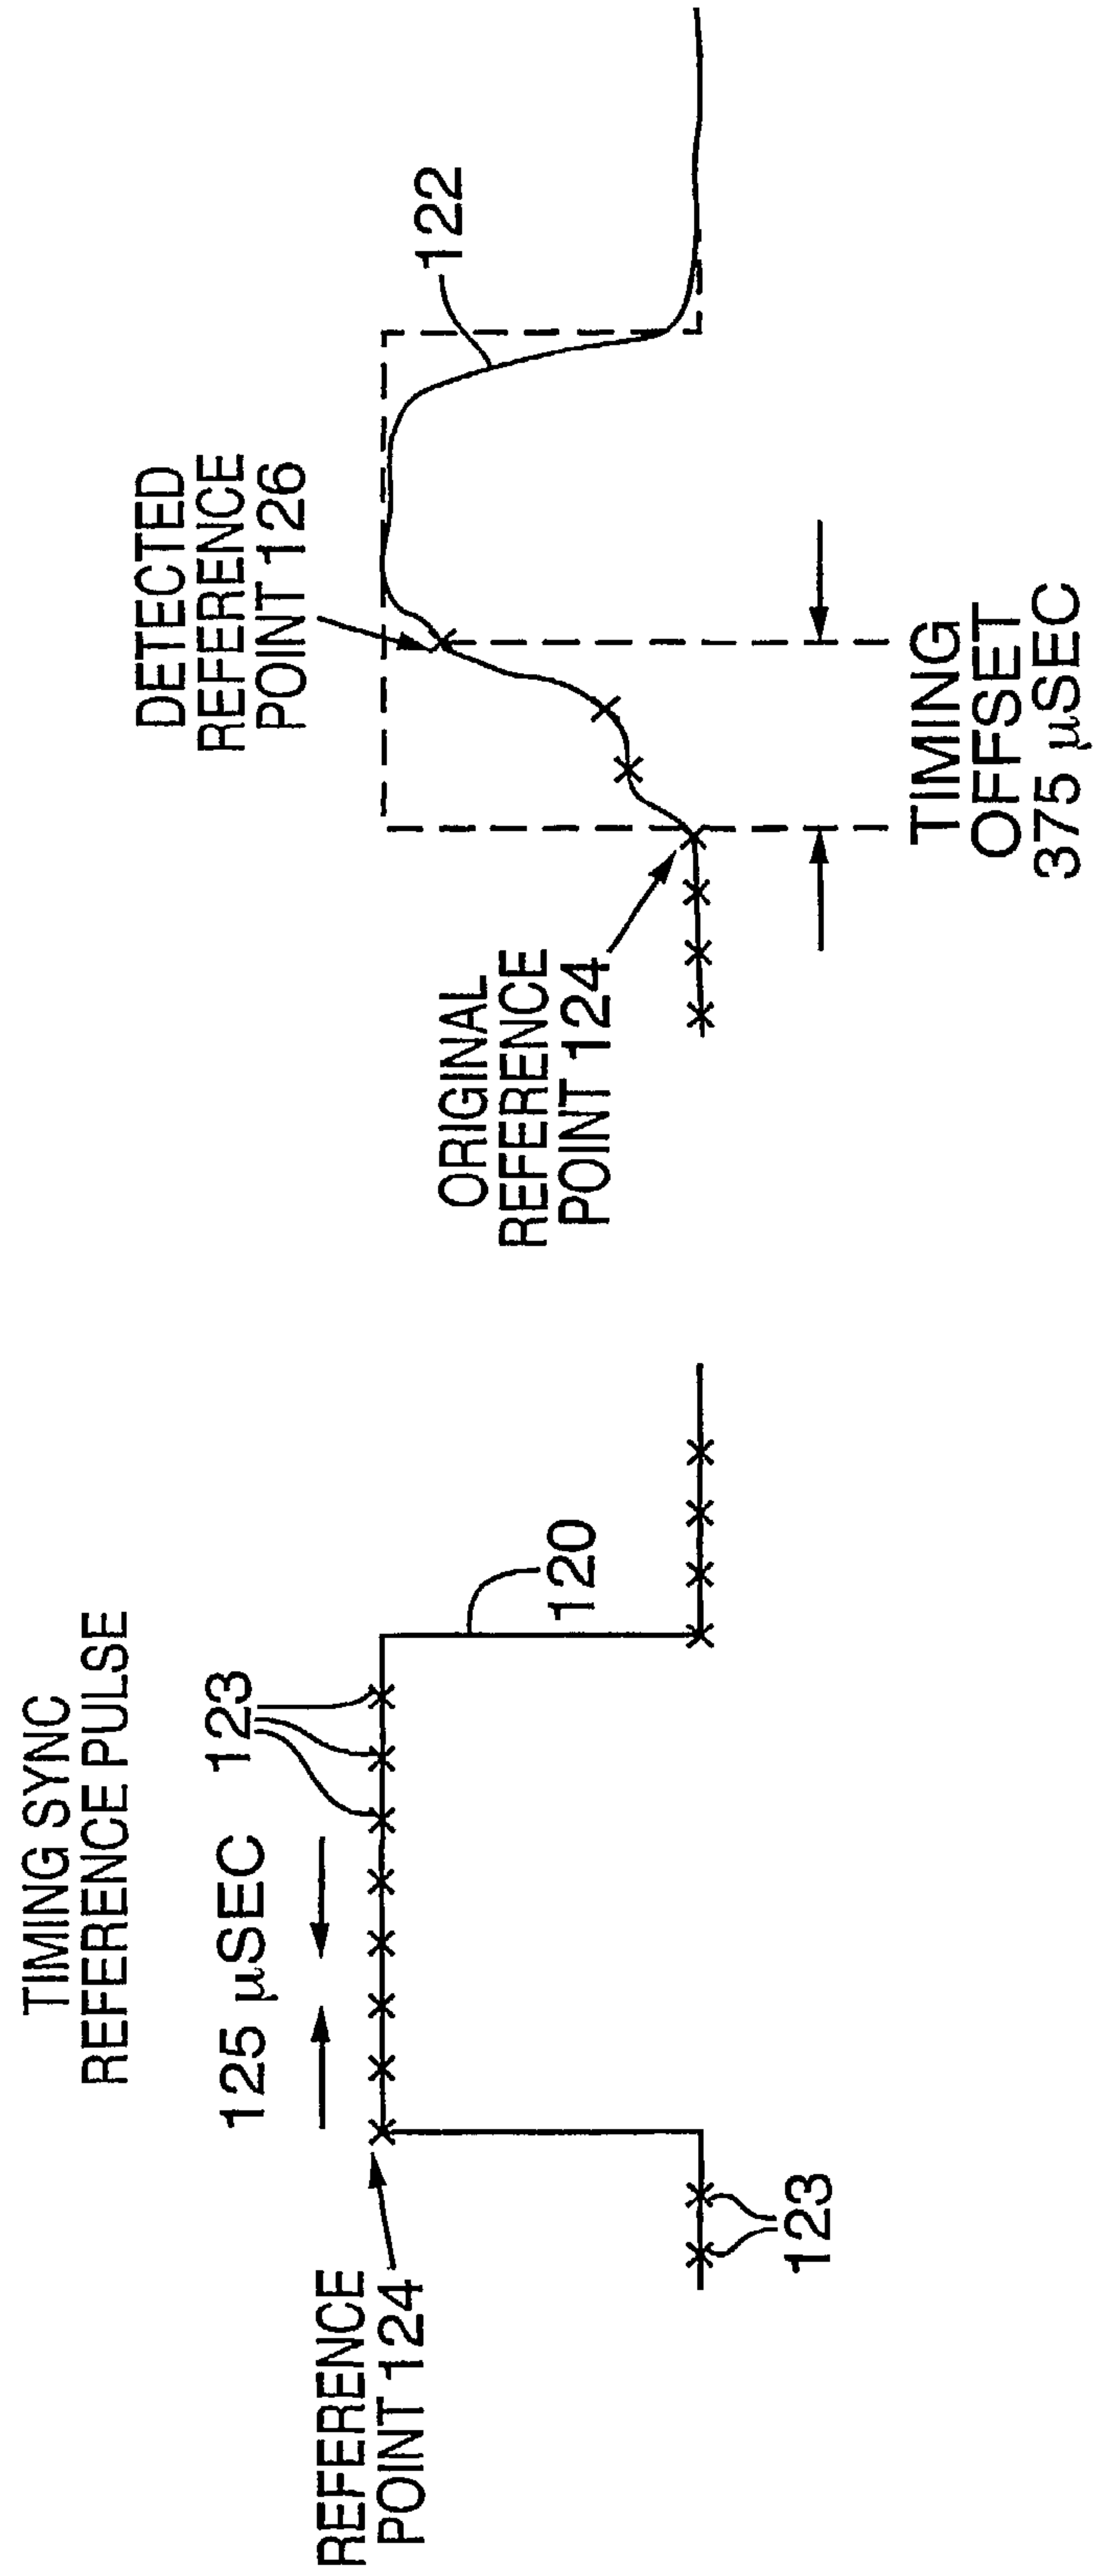 TIMING SYNC
REFERENCE PULSE
125 µSEC
123
REFERENCE
POINT 124
120
123
DETECTED
REFERENCE
POINT 126
122
ORIGINAL
REFERENCE
POINT 124
TIMING
OFFSET
375 µSEC